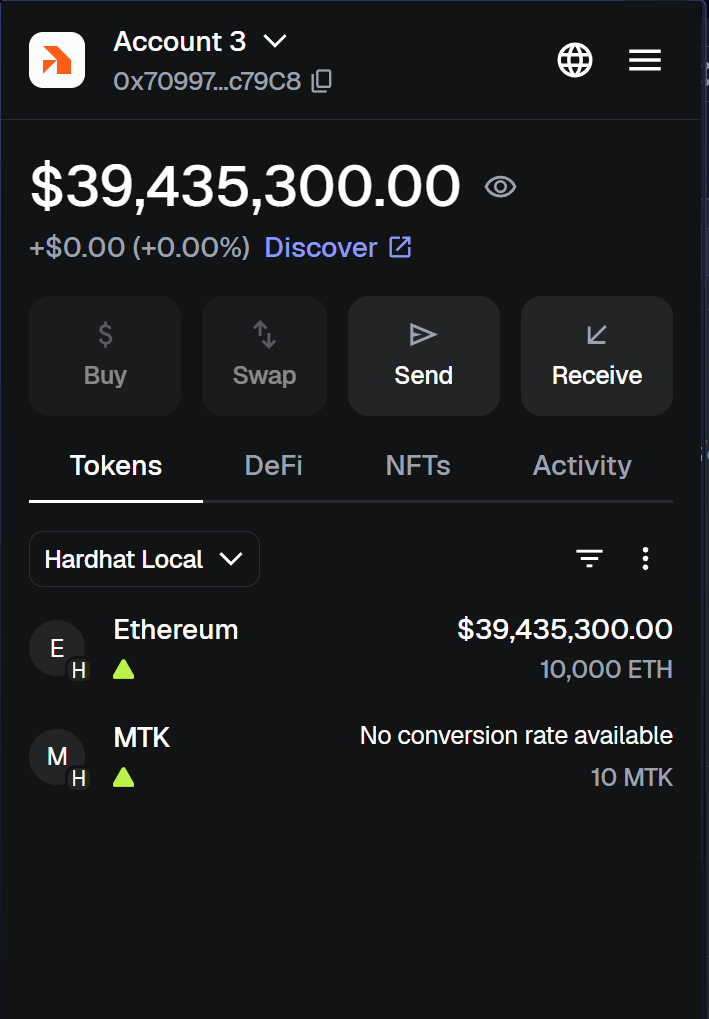 Account 3
0x70997...c79C8
$39,435,300.00
+$0.00 (+0.00%) Discover
Buy
Swap
Send
Receive
Tokens
DeFi
NFTs
Activity
Hardhat Local
E
H
Ethereum
$39,435,300.00
10,000 ETH
M
H
MTK
No conversion rate available
10 MTK